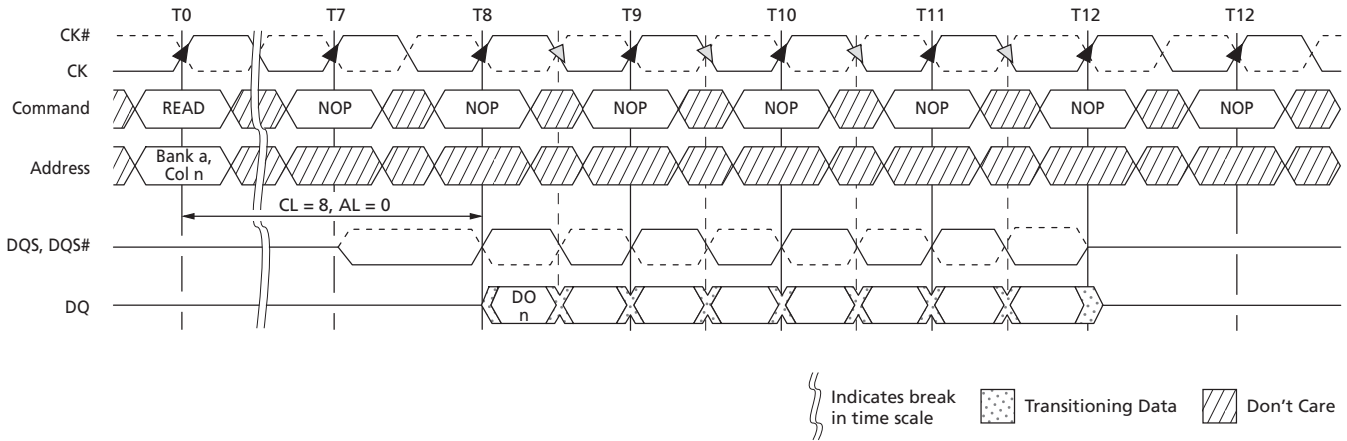 T0 T7 T8 T9 T10 T11 T12 T12
CK#
CK
Command READ NOP NOP NOP NOP NOP NOP NOP
Address Bank a,
Col n
CL = 8, AL = 0
DQS, DQS#
DQ DO
n
Indicates break
in time scale
Transitioning Data
Don't Care